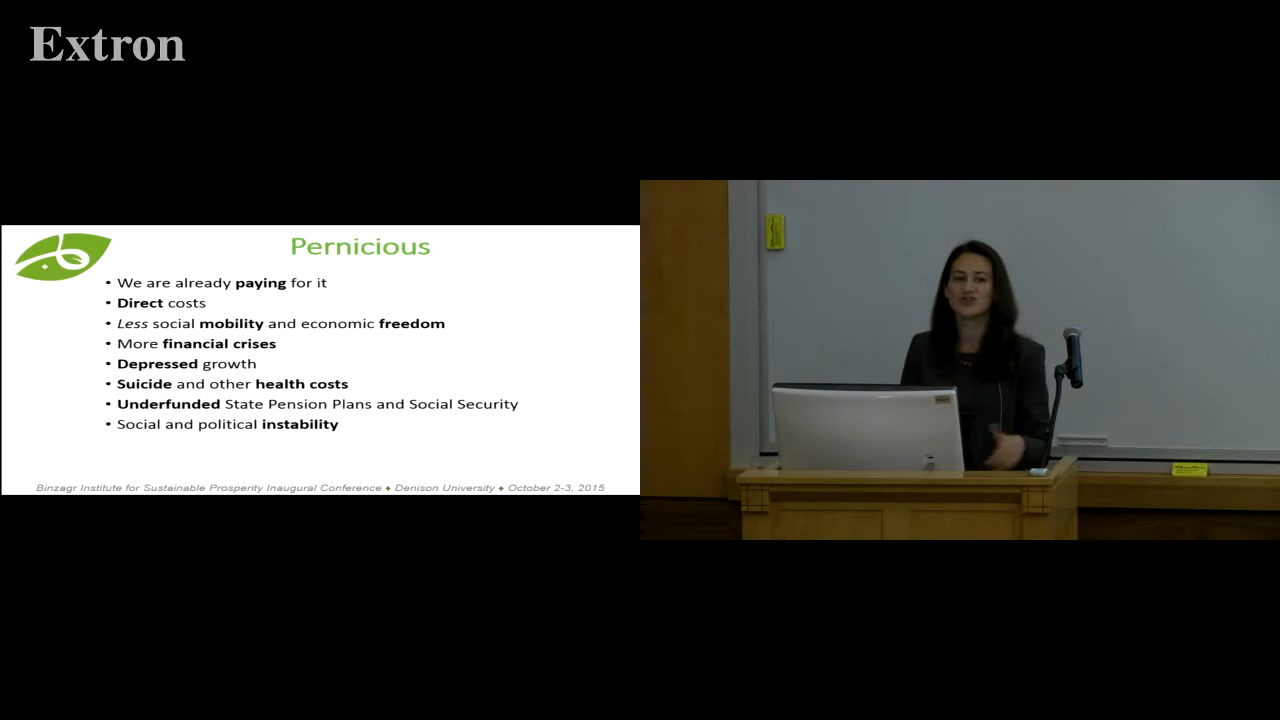 Extron
Pernicious
• We are already paying for it
• Direct costs
• Less social mobility and economic freedom
• More financial crises
• Depressed growth
• Suicide and other health costs
• Underfunded State Pension Plans and Social Security
• Social and political instability
Binzagr Institute for Sustainable Prosperity Inaugural Conference ♦ Denison University ♦ October 2-3, 2015